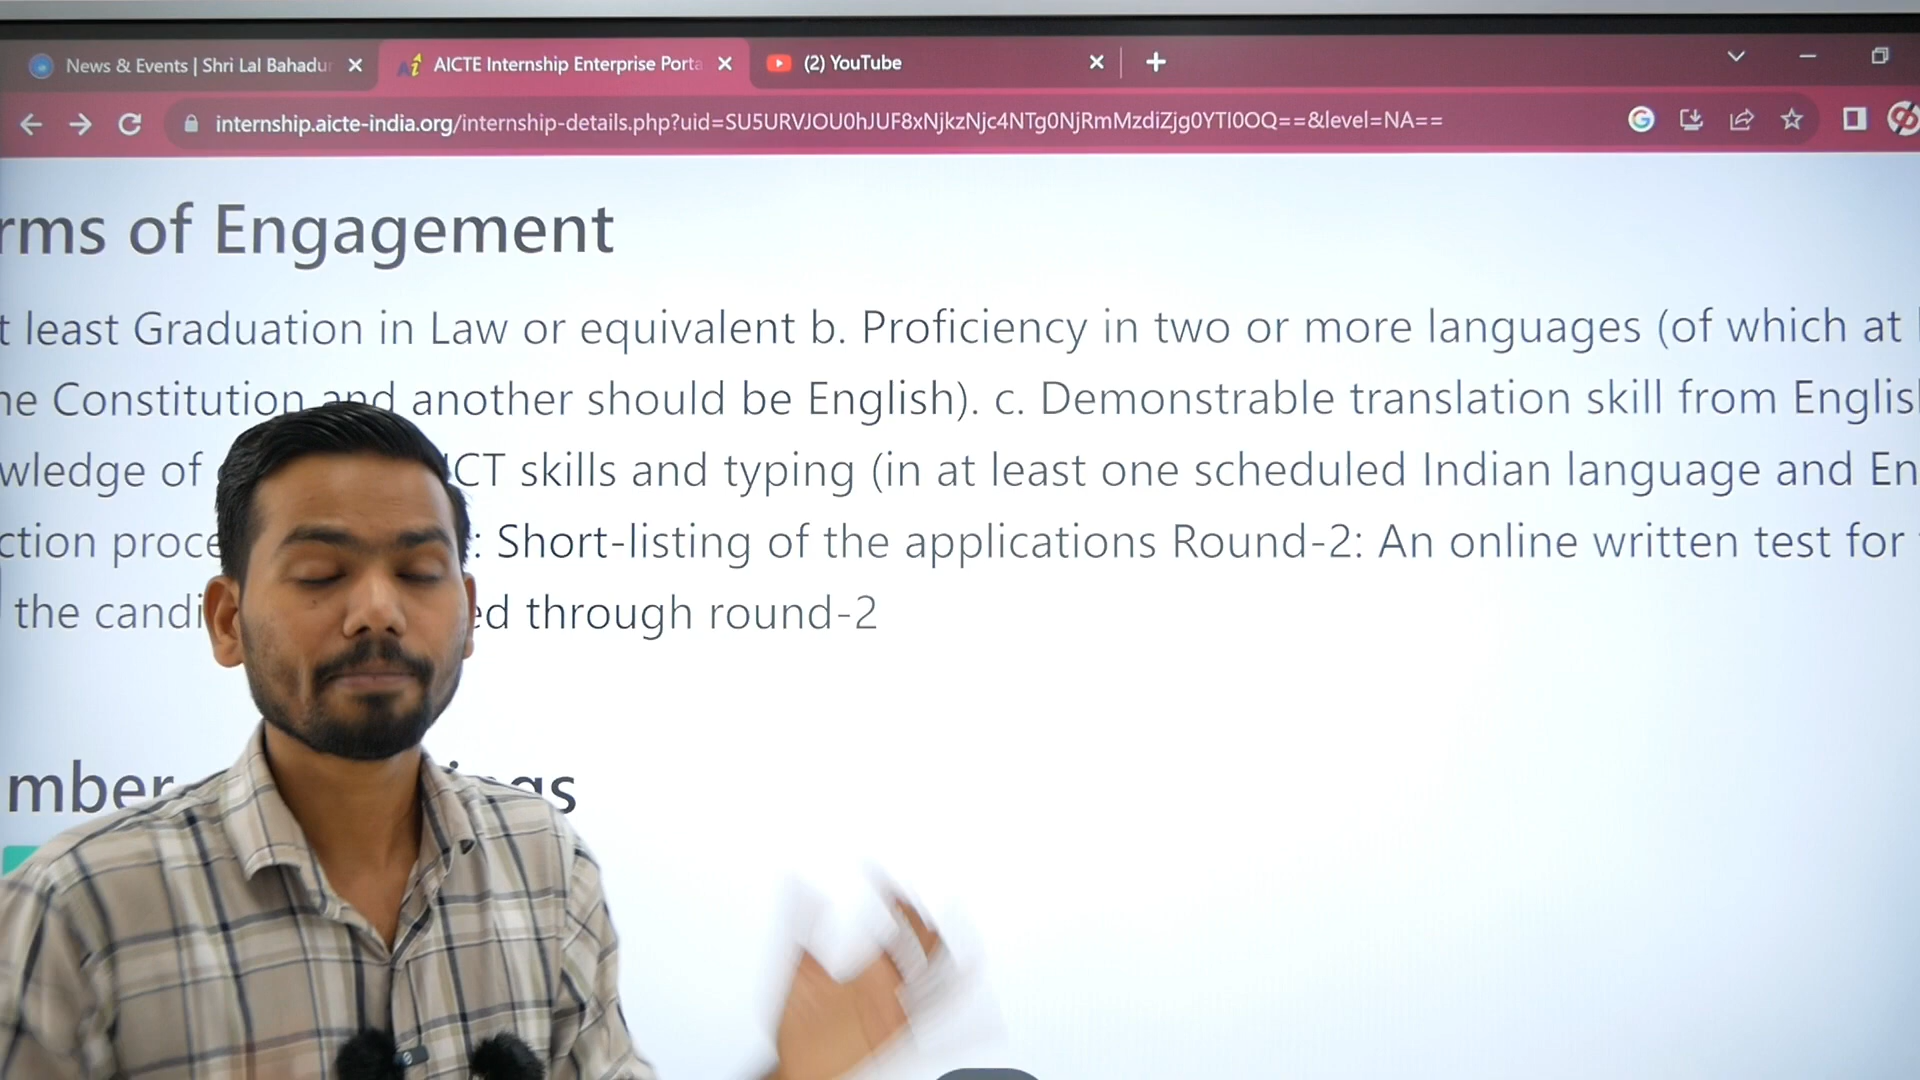 News & Events | Shri Lal Bahadur
AICTE Internship Enterprise Porta
(2) YouTube
internship.aicte-india.org/internship-details.php?uid=SU5URVJOU0hJUF8xNjkzNjc4NTg0NjRmMzdiZjg0YTI0OQ==&level=NA==
rms of Engagement
t least Graduation in Law or equivalent b. Proficiency in two or more languages (of which at
he Constitution and another should be English). c. Demonstrable translation skill from Englis
wledge of CT skills and typing (in at least one scheduled Indian language and En
ction proce : Short-listing of the applications Round-2: An online written test for
the candi ed through round-2
mber gs